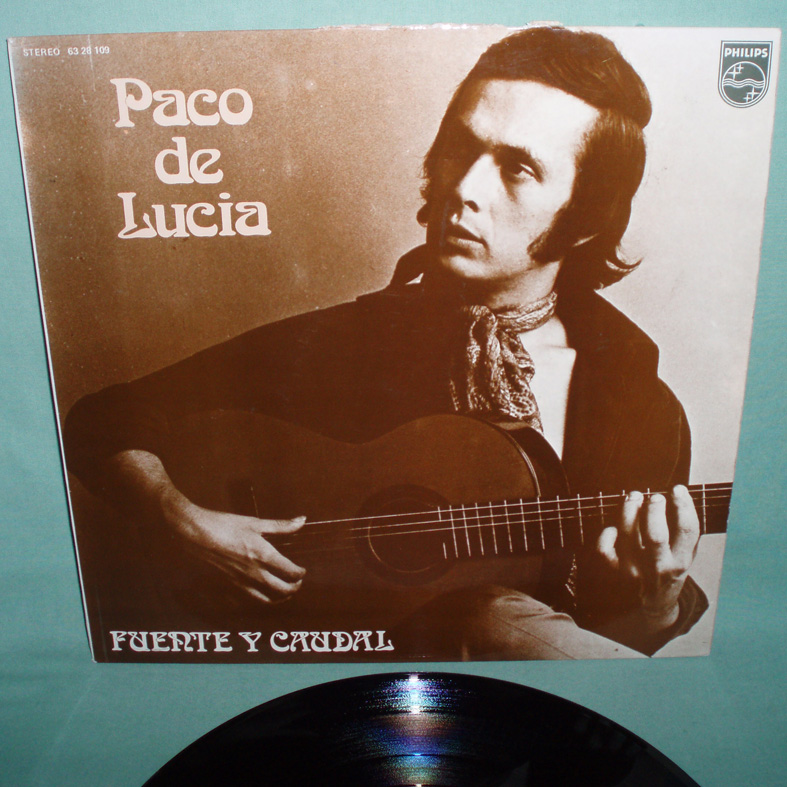 STEREO 63 28 109
PHILIPS
Paco
de
Lucia
FUENTE Y CAUDAL